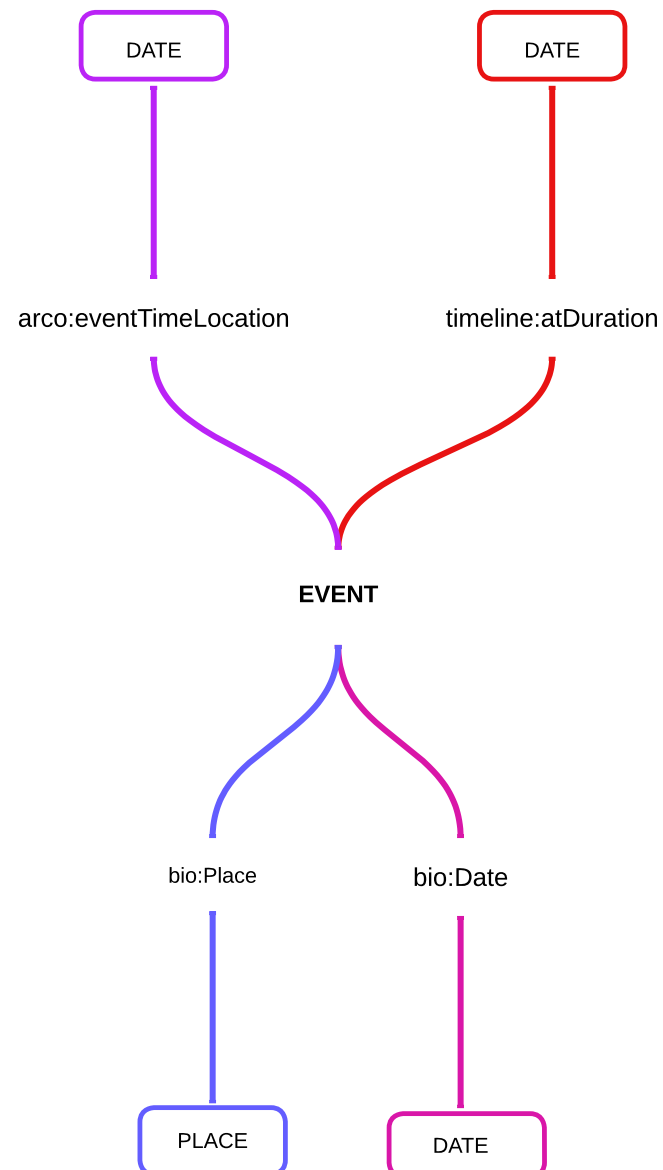 DATE
DATE
arco:eventTimeLocation
timeline:atDuration
EVENT
bio:Place
bio:Date
PLACE
DATE